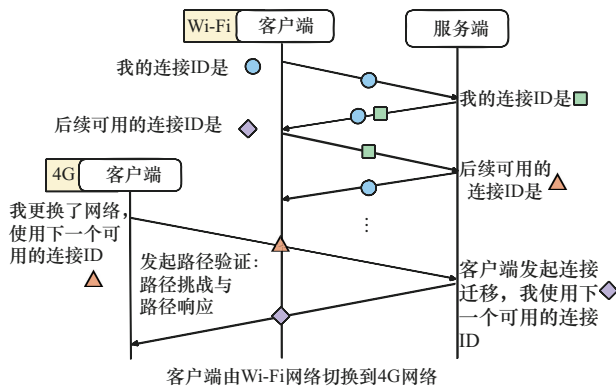 Wi-Fi
客户端
服务端
我的连接ID是
我的连接ID是
后续可用的连接ID是
后续可用的
连接ID是
4G
客户端
我更换了网络，
使用下一个可
用的连接ID
发起路径验证：
路径挑战与
路径响应
…
客户端发起连接
迁移，我使用下
一个可用的连接
ID
客户端由Wi-Fi网络切换到4G网络